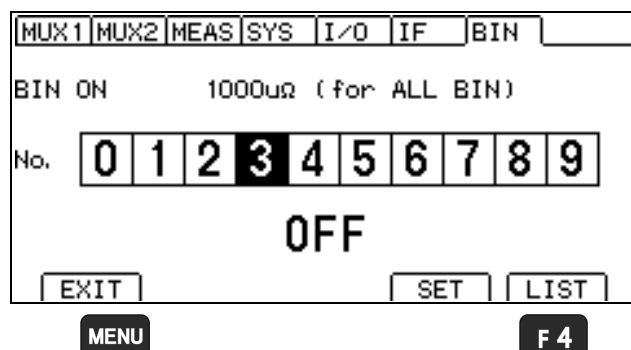 MUX1 MUX2 MEAS SYS I/O IF BIN
BIN ON 1000uΩ (for ALL BIN)
No. 0 1 2 3 4 5 6 7 8 9
OFF
EXIT SET LIST
MENU F 4